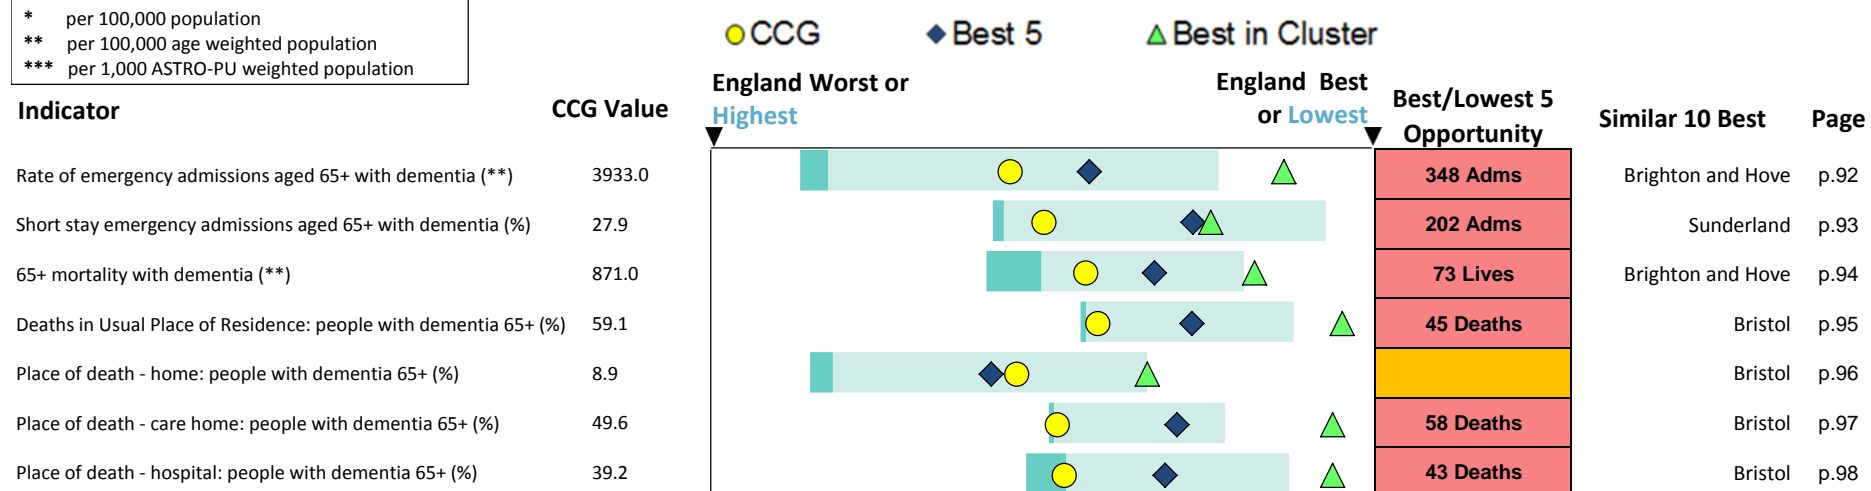 * per 100,000 population
** per 100,000 age weighted population
*** per 1,000 ASTRO-PU weighted population
CCG Best 5 Best in Cluster
England Worst or England Best
Highest or Lowest
Indicator CCG Value Best/Lowest 5 Opportunity Similar 10 Best Page
Rate of emergency admissions aged 65+ with dementia (**) 3933.0 348 Adms Brighton and Hove p.92
Short stay emergency admissions aged 65+ with dementia (%) 27.9 202 Adms Sunderland p.93
65+ mortality with dementia (**) 871.0 73 Lives Brighton and Hove p.94
Deaths in Usual Place of Residence: people with dementia 65+ (%) 59.1 45 Deaths Bristol p.95
Place of death - home: people with dementia 65+ (%) 8.9 Bristol p.96
Place of death - care home: people with dementia 65+ (%) 49.6 58 Deaths Bristol p.97
Place of death - hospital: people with dementia 65+ (%) 39.2 43 Deaths Bristol p.98